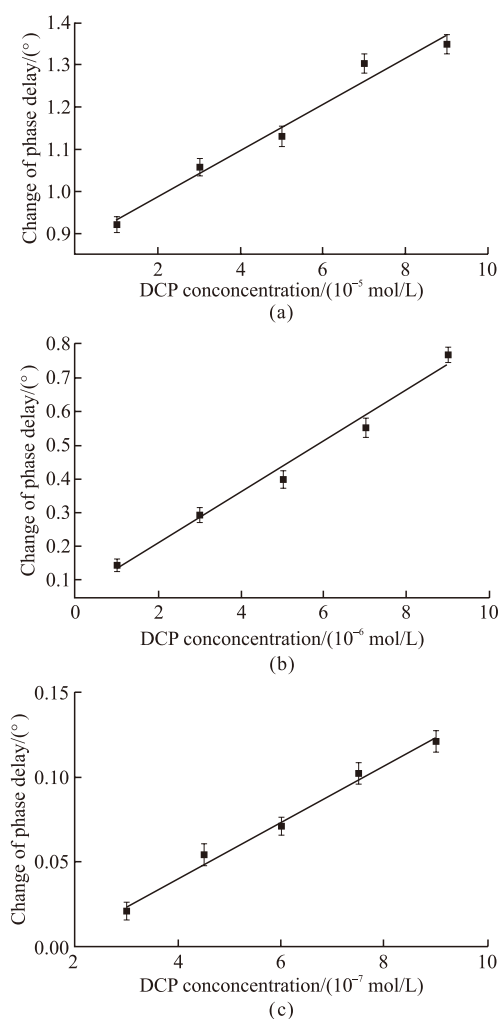 1.4
1.3
1.2
1.1
1.0
0.9
Change of phase delay/(°)
2 4 6 8 10
DCP conconcentration/(10⁻⁵ mol/L)
(a)
0.8
0.7
0.6
0.5
0.4
0.3
0.2
0.1
Change of phase delay/(°)
0 2 4 6 8 10
DCP conconcentration/(10⁻⁶ mol/L)
(b)
0.15
0.10
0.05
0.00
Change of phase delay/(°)
2 4 6 8 10
DCP conconcentration/(10⁻⁷ mol/L)
(c)